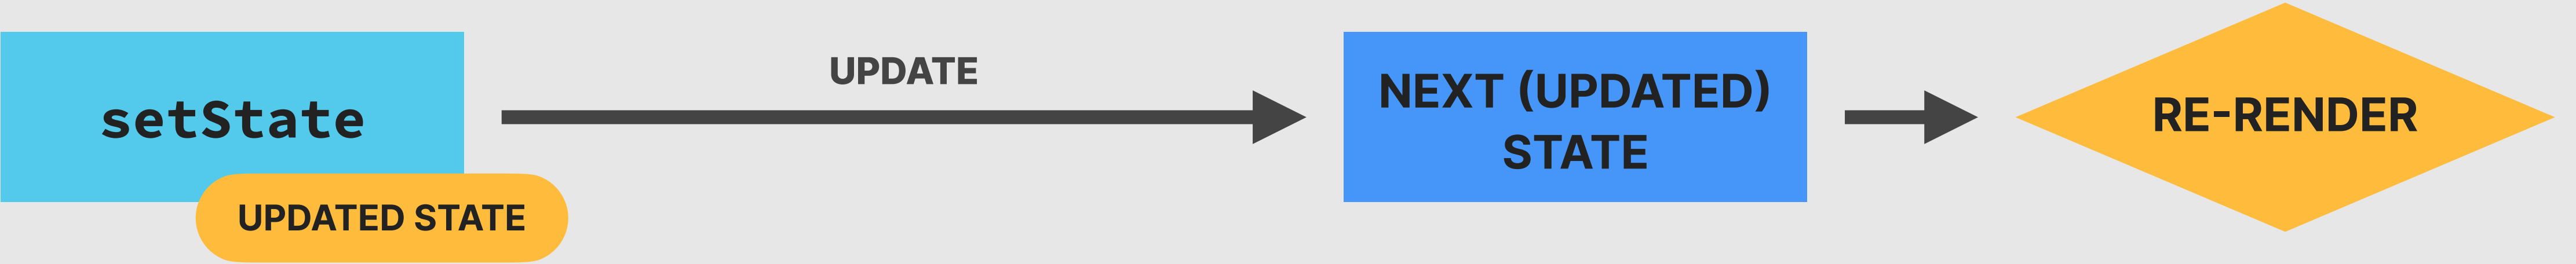 setState
UPDATED STATE
UPDATE
NEXT (UPDATED)
STATE
RE-RENDER